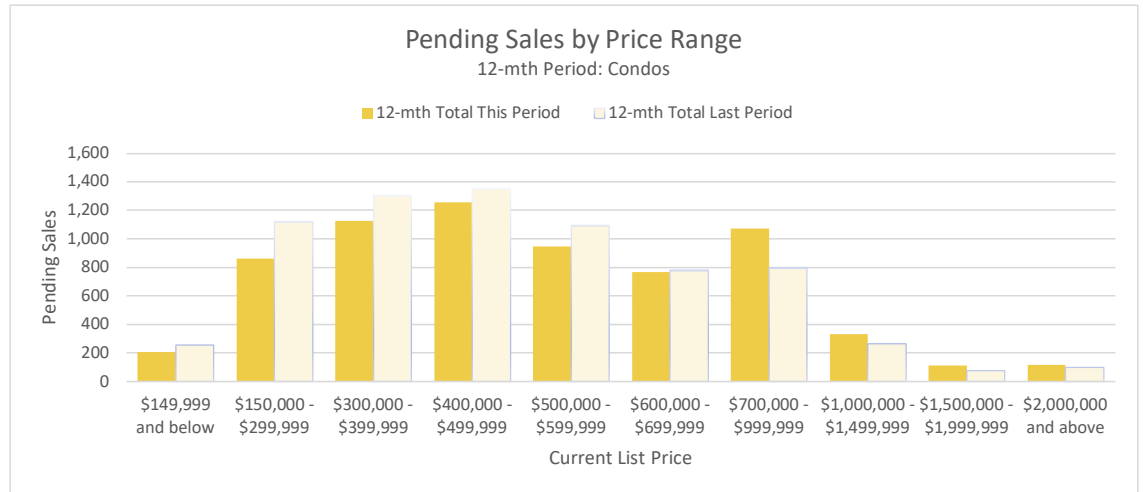 Pending Sales by Price Range
12-mth Period: Condos
12-mth Total This Period 12-mth Total Last Period
Pending Sales
1,600
1,400
1,200
1,000
800
600
400
200
0
$149,999 and below
$150,000 - $299,999
$300,000 - $399,999
$400,000 - $499,999
$500,000 - $599,999
$600,000 - $699,999
$700,000 - $999,999
$1,000,000 - $1,499,999
$1,500,000 - $1,999,999
$2,000,000 and above
Current List Price